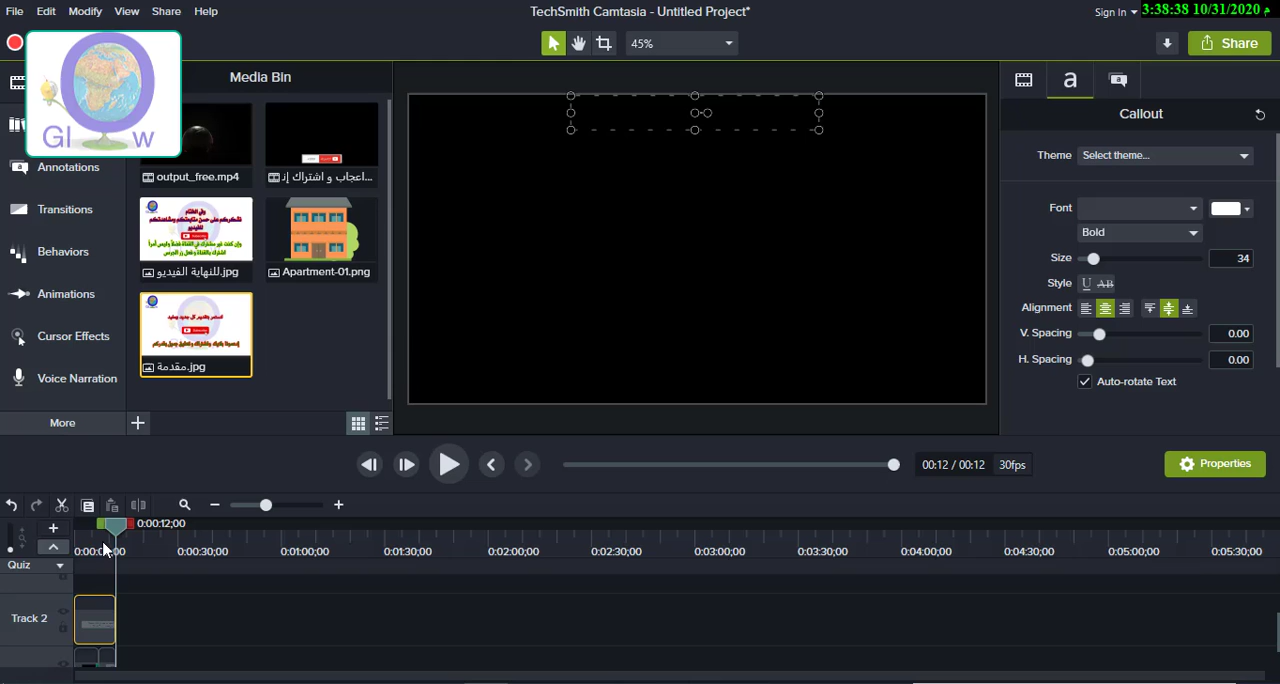 File Edit Modify View Share Help
TechSmith Camtasia - Untitled Project*
Sign In
3:38:38 10/31/2020 م
45%
Share
Gl w
Media Bin
Annotations
Transitions
Behaviors
Animations
Cursor Effects
Voice Narration
More
output_free.mp4
اعجاب و اشتراك إن...
للنهاية الفيديو.jpg
Apartment-01.png
مقدمة.jpg
Callout
Theme Select theme...
Font
Bold
Size 34
Style U AB
Alignment
V. Spacing 0.00
H. Spacing 0.00
Auto-rotate Text
00:12 / 00:12 30fps
Properties
0:00:12;00
0:00:30;00 0:01:00;00 0:01:30;00 0:02:00;00 0:02:30;00 0:03:00;00 0:03:30;00 0:04:00;00 0:04:30;00 0:05:00;00 0:05:30;00
Quiz
Track 2